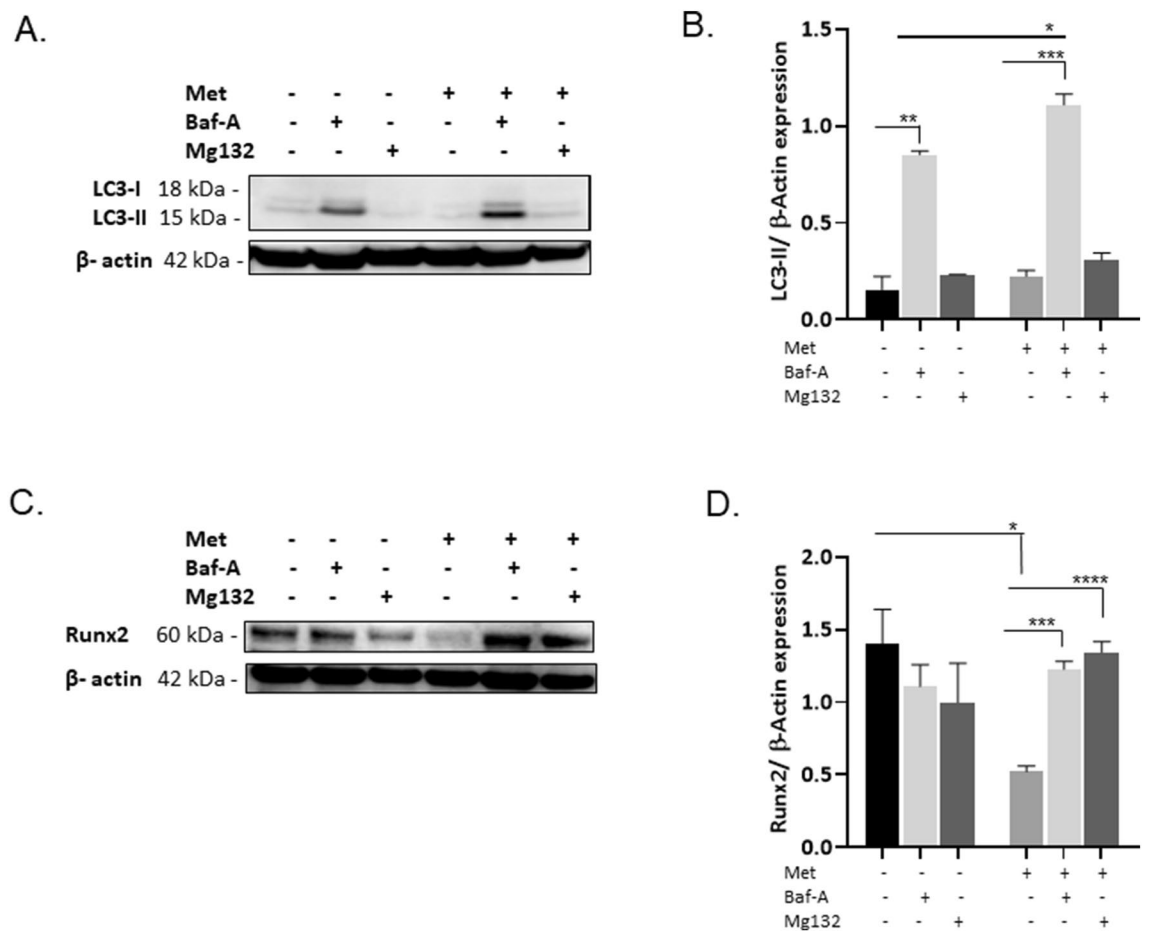 A.
Met - - - + + +
Baf-A - + - - + -
Mg132 - - + - - +
LC3-I 18 kDa -
LC3-II 15 kDa -
β- actin 42 kDa -
B.
LC3-II/ β-Actin expression
1.5
1.0
0.5
0.0
*
***
**
Met - - - + + +
Baf-A - + - - + -
Mg132 - - + - - +
C.
Met - - - + + +
Baf-A - + - - + -
Mg132 - - + - - +
Runx2 60 kDa -
β- actin 42 kDa -
D.
Runx2/ β-Actin expression
2.0
1.5
1.0
0.5
0.0
*
****
***
Met - - - + + +
Baf-A - + - - + -
Mg132 - - + - - +